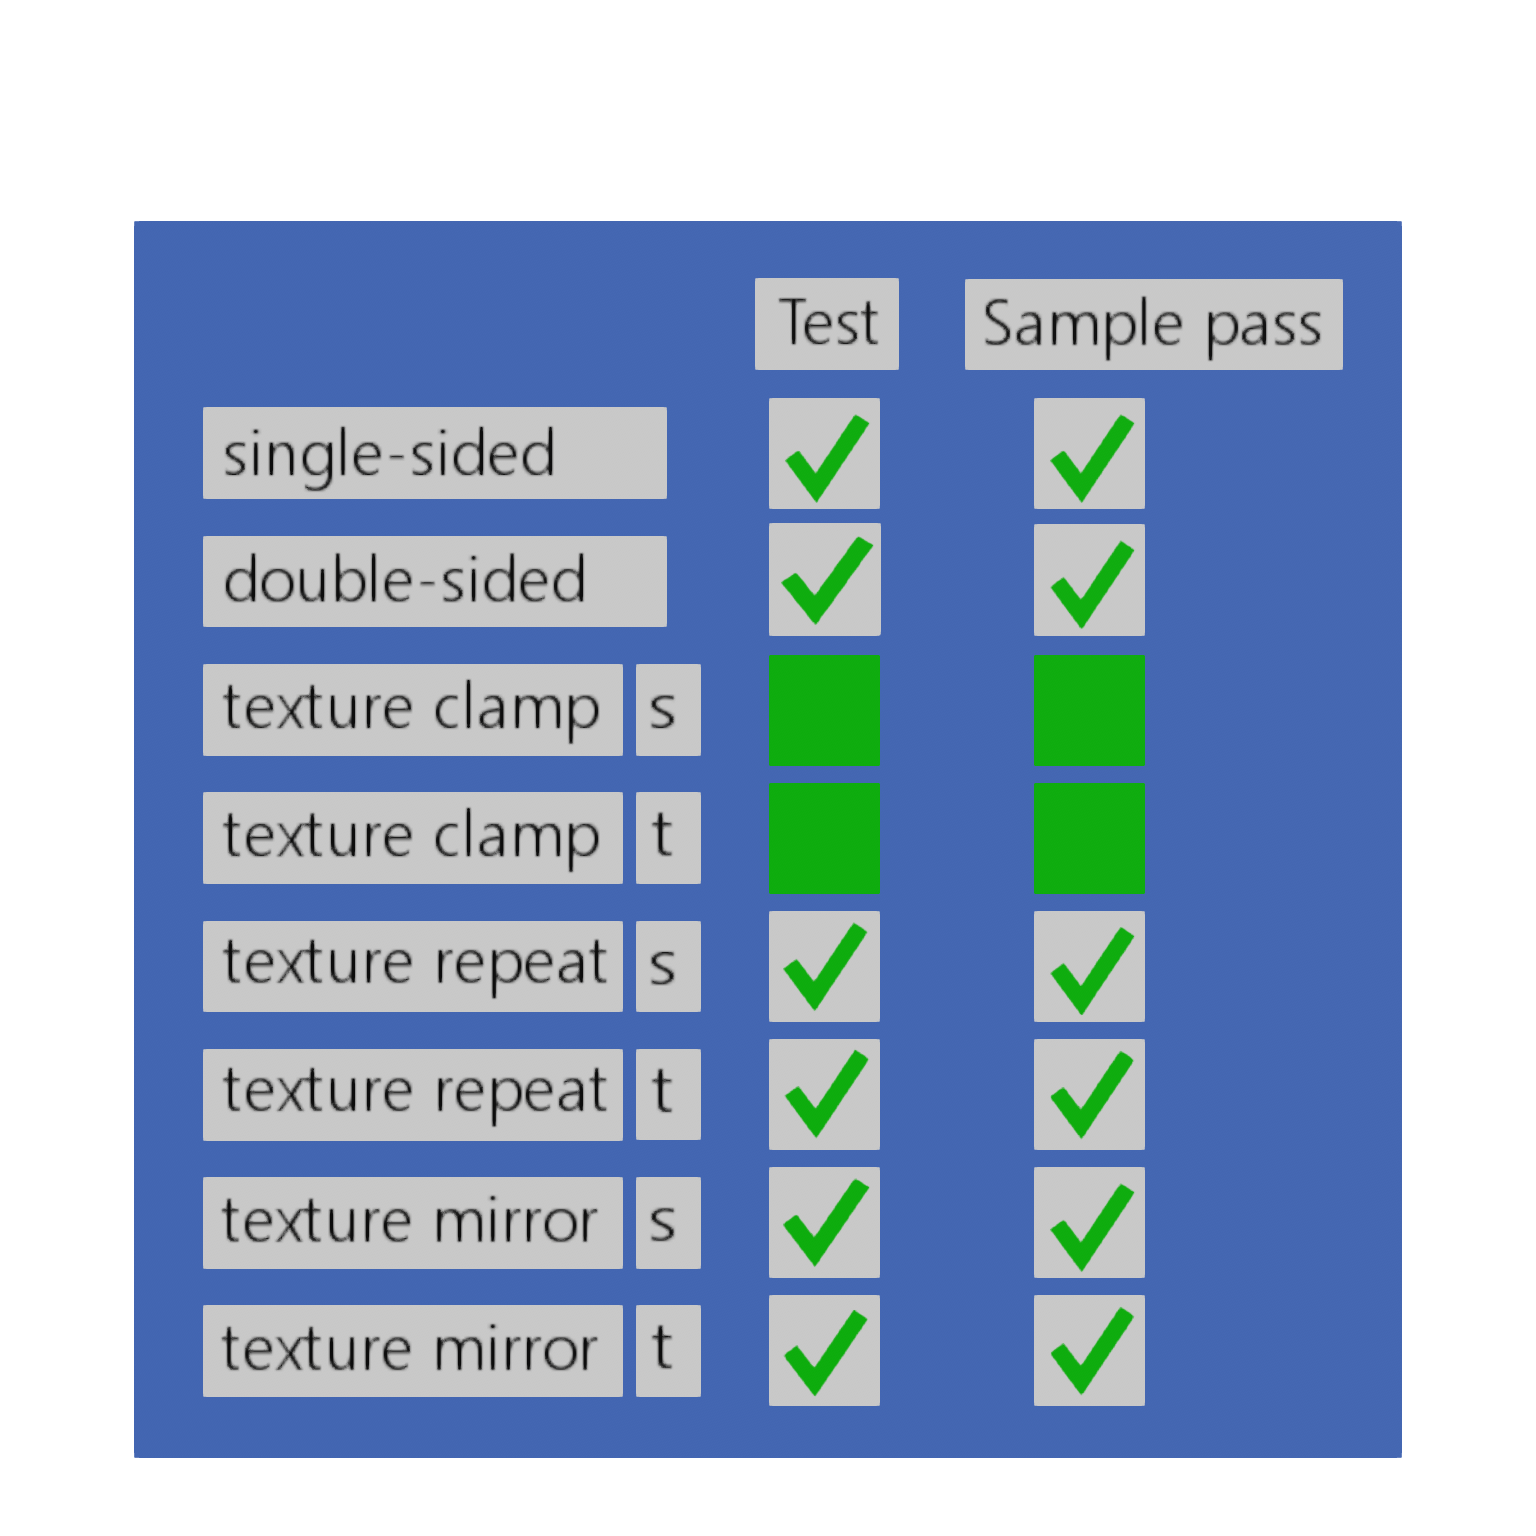 Test Sample pass
single-sided
double-sided
texture clamp s
texture clamp t
texture repeat s
texture repeat t
texture mirror s
texture mirror t